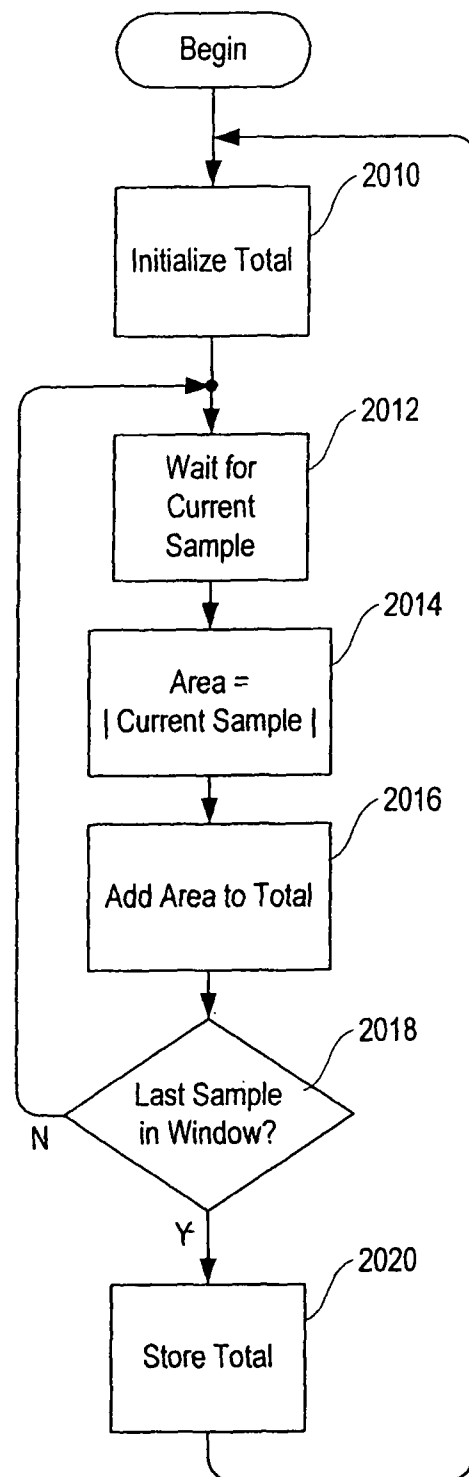 Begin
2010
Initialize Total
2012
Wait for
Current
Sample
2014
Area =
| Current Sample |
2016
Add Area to Total
2018
Last Sample
in Window?
N
Y
2020
Store Total